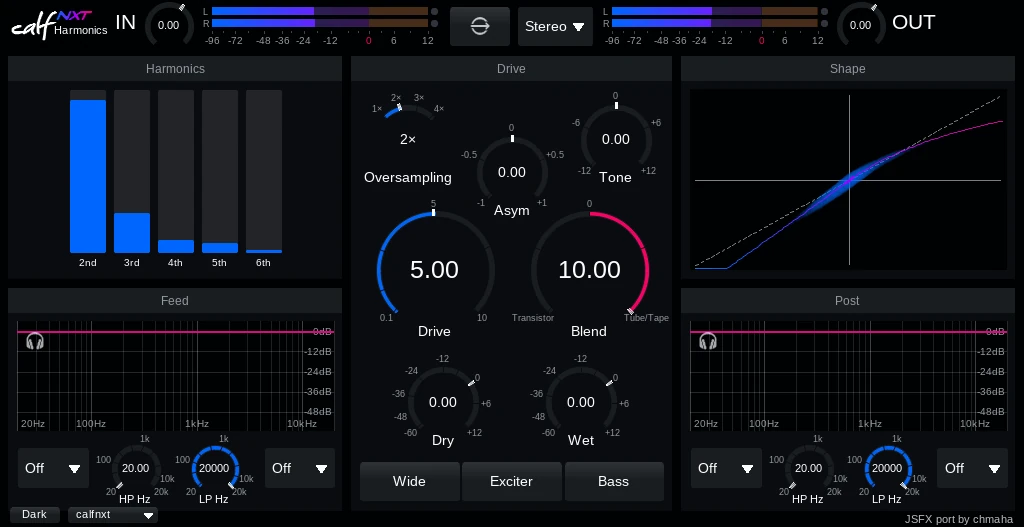 calf NXT
Harmonics
IN
0.00
L
R
-96 -72 -48 -36 -24 -12 0 6 12
Stereo
L
R
-96 -72 -48 -36 -24 -12 0 6 12
0.00
OUT
Harmonics
2nd 3rd 4th 5th 6th
Drive
1× 2× 3× 4×
2×
Oversampling
-0.5 0 +0.5
0.00
-1 +1
Asym
-6 0 +6
0.00
-12 +12
Tone
5
5.00
0.1 10
Drive
0
10.00
Transistor Tube/Tape
Blend
-60 -48 -36 -24 -12 0 +6 +12
0.00
Dry
-60 -48 -36 -24 -12 0 +6 +12
0.00
Wet
Wide Exciter Bass
Shape
Feed
0dB
-12dB
-24dB
-36dB
-48dB
20Hz 100Hz 1kHz 10kHz
Off
20 100 1k 10k 20k
20.00
HP Hz
20 100 1k 10k 20k
20000
LP Hz
Off
Post
0dB
-12dB
-24dB
-36dB
-48dB
20Hz 100Hz 1kHz 10kHz
Off
20 100 1k 10k 20k
20.00
HP Hz
20 100 1k 10k 20k
20000
LP Hz
Off
Dark calfnxt
JSFX port by chmaha